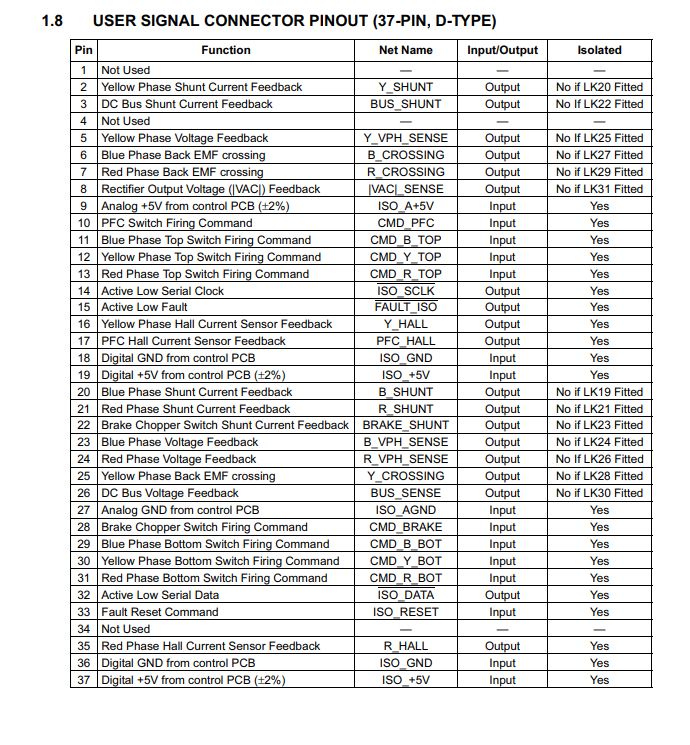 1.8 USER SIGNAL CONNECTOR PINOUT (37-PIN, D-TYPE)
Pin Function Net Name Input/Output Isolated
1 Not Used — — —
2 Yellow Phase Shunt Current Feedback Y_SHUNT Output No if LK20 Fitted
3 DC Bus Shunt Current Feedback BUS_SHUNT Output No if LK22 Fitted
4 Not Used — — —
5 Yellow Phase Voltage Feedback Y_VPH_SENSE Output No If LK25 Fitted
6 Blue Phase Back EMF crossing B_CROSSING Output No if LK27 Fitted
7 Red Phase Back EMF crossing R_CROSSING Output No if LK29 Fitted
8 Rectifier Output Voltage (|VAC|) Feedback |VAC|_SENSE Output No if LK31 Fitted
9 Analog +5V from control PCB (±2%) ISO_A+5V Input Yes
10 PFC Switch Firing Command CMD_PFC Input Yes
11 Blue Phase Top Switch Firing Command CMD_B_TOP Input Yes
12 Yellow Phase Top Switch Firing Command CMD_Y_TOP Input Yes
13 Red Phase Top Switch Firing Command CMD_R_TOP Input Yes
14 Active Low Serial Clock ISO_SCLK Output Yes
15 Active Low Fault FAULT_ISO Output Yes
16 Yellow Phase Hall Current Sensor Feedback Y_HALL Output Yes
17 PFC Hall Current Sensor Feedback PFC_HALL Output Yes
18 Digital GND from control PCB ISO_GND Input Yes
19 Digital +5V from control PCB (±2%) ISO_+5V Input Yes
20 Blue Phase Shunt Current Feedback B_SHUNT Output No if LK19 Fitted
21 Red Phase Shunt Current Feedback R_SHUNT Output No if LK21 Fitted
22 Brake Chopper Switch Shunt Current Feedback BRAKE_SHUNT Output No if LK23 Fitted
23 Blue Phase Voltage Feedback B_VPH_SENSE Output No if LK24 Fitted
24 Red Phase Voltage Feedback R_VPH_SENSE Output No If LK26 Fitted
25 Yellow Phase Back EMF crossing Y_CROSSING Output No if LK28 Fitted
26 DC Bus Voltage Feedback BUS_SENSE Output No if LK30 Fitted
27 Analog GND from control PCB ISO_AGND Input Yes
28 Brake Chopper Switch Firing Command CMD_BRAKE Input Yes
29 Blue Phase Bottom Switch Firing Command CMD_B_BOT Input Yes
30 Yellow Phase Bottom Switch Firing Command CMD_Y_BOT Input Yes
31 Red Phase Bottom Switch Firing Command CMD_R_BOT Input Yes
32 Active Low Serial Data ISO_DATA Output Yes
33 Fault Reset Command ISO_RESET Input Yes
34 Not Used — — —
35 Red Phase Hall Current Sensor Feedback R_HALL Output Yes
36 Digital GND from control PCB ISO_GND Input Yes
37 Digital +5V from control PCB (±2%) ISO_+5V Input Yes